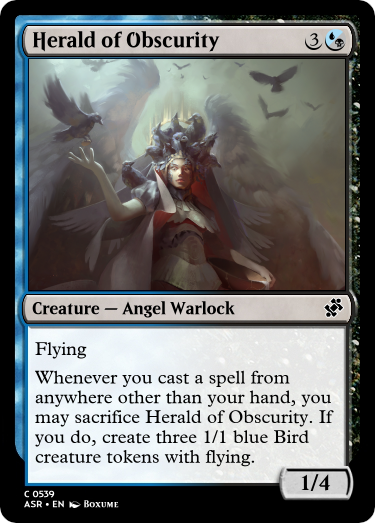 Herald of Obscurity 3
Creature — Angel Warlock
Flying
Whenever you cast a spell from
anywhere other than your hand, you
may sacrifice Herald of Obscurity. If
you do, create three 1/1 blue Bird
creature tokens with flying.
1/4
C 0539
ASR • EN Boxume